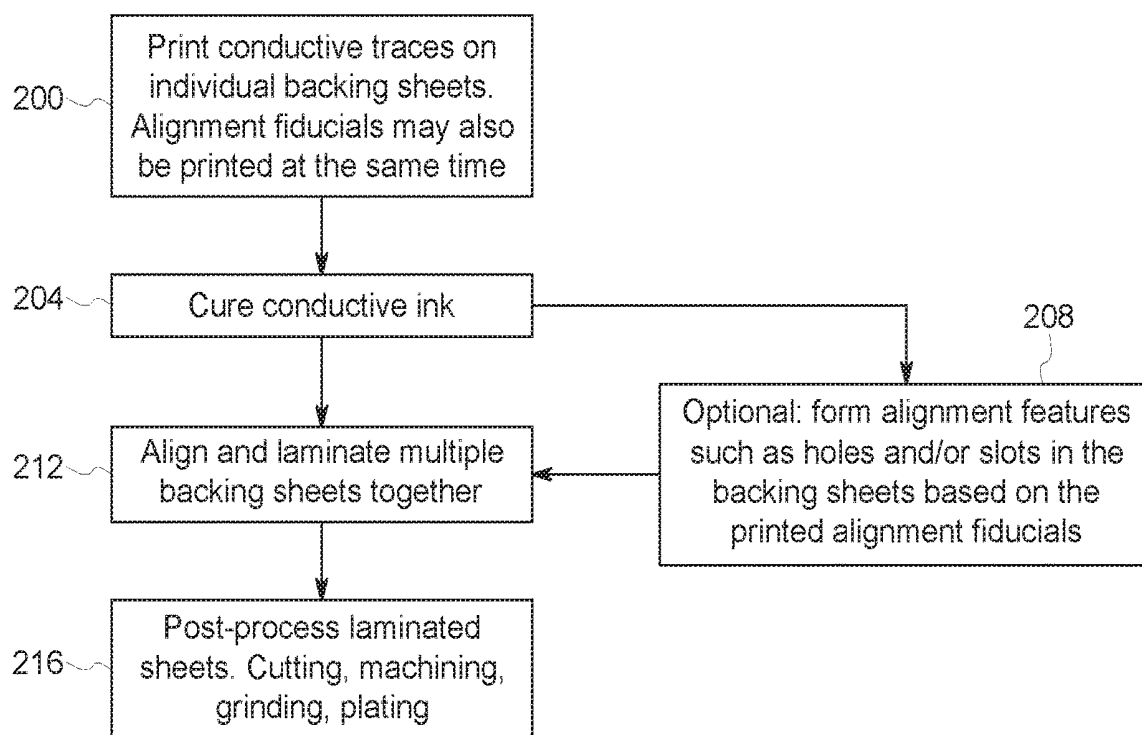 200
Print conductive traces on
individual backing sheets.
Alignment fiducials may also
be printed at the same time
204
Cure conductive ink
208
Optional: form alignment features
such as holes and/or slots in the
backing sheets based on the
printed alignment fiducials
212
Align and laminate multiple
backing sheets together
216
Post-process laminated
sheets. Cutting, machining,
grinding, plating